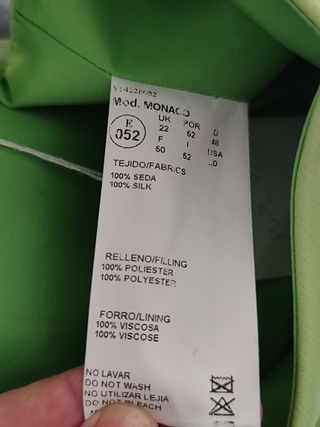 Mod. MONACO
E
052
UK POR D
22 52 48
F I USA
50 52
TEJIDO/FABRICS
100% SEDA
100% SILK
RELLENO/FILLING
100% POLIESTER
100% POLYESTER
FORRO/LINING
100% VISCOSA
100% VISCOSE
NO LAVAR
DO NOT WASH
NO UTILIZAR LEJIA
DO NOT BLEACH